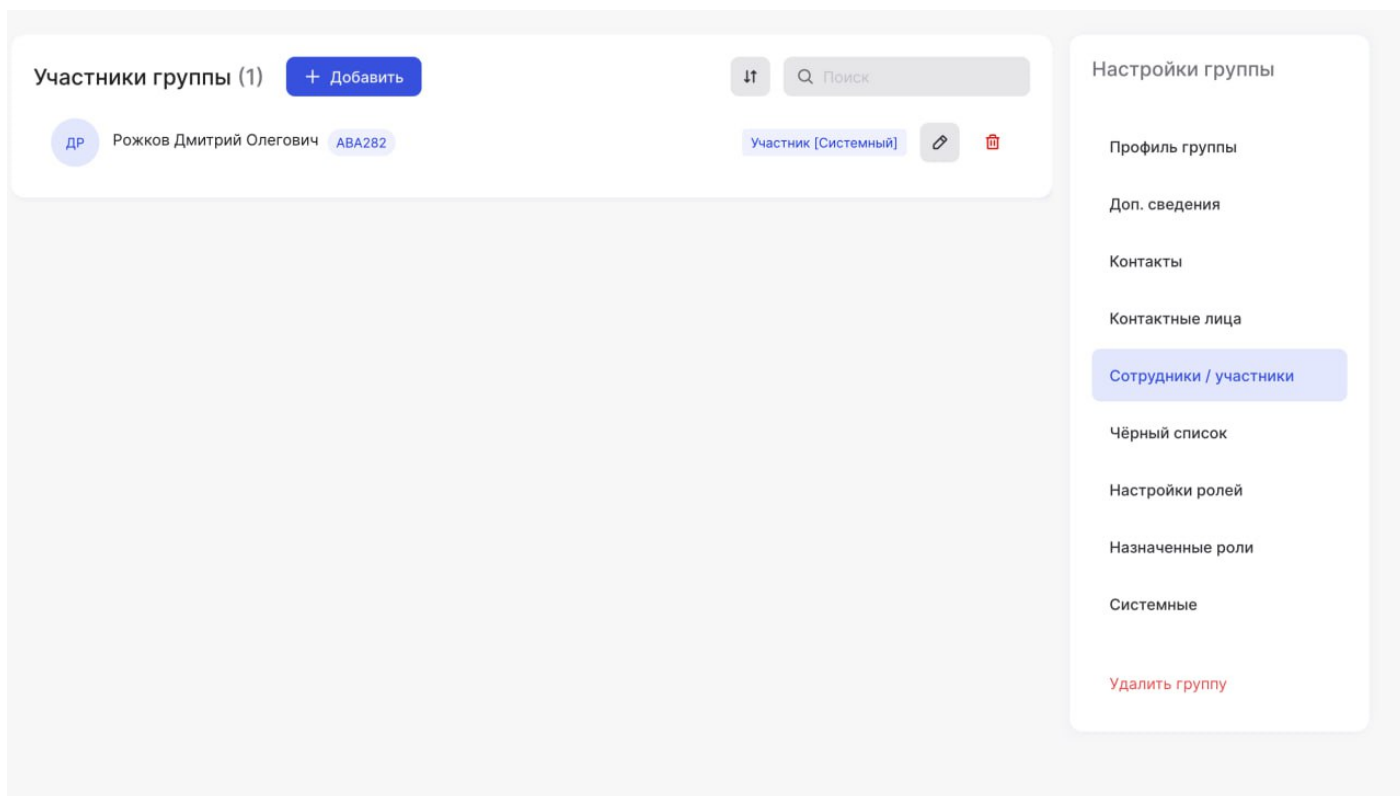 Участники группы (1)
+ Добавить
Поиск
ДР
Рожков Дмитрий Олегович
ABA282
Участник [Системный]
Настройки группы
Профиль группы
Доп. сведения
Контакты
Контактные лица
Сотрудники / участники
Чёрный список
Настройки ролей
Назначенные роли
Системные
Удалить группу